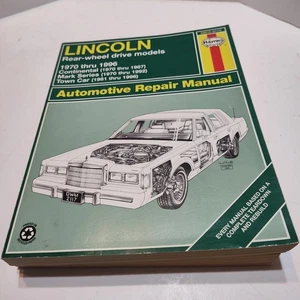 LINCOLN
Haynes
Rear-wheel drive models
1970 thru 1996
Continental (1970 thru 1987)
Mark Series (1970 thru 1992)
Town Car (1981 thru 1996)
Automotive Repair Manual
EVERY MANUAL BASED ON A
COMPLETE TEARDOWN
AND REBUILD